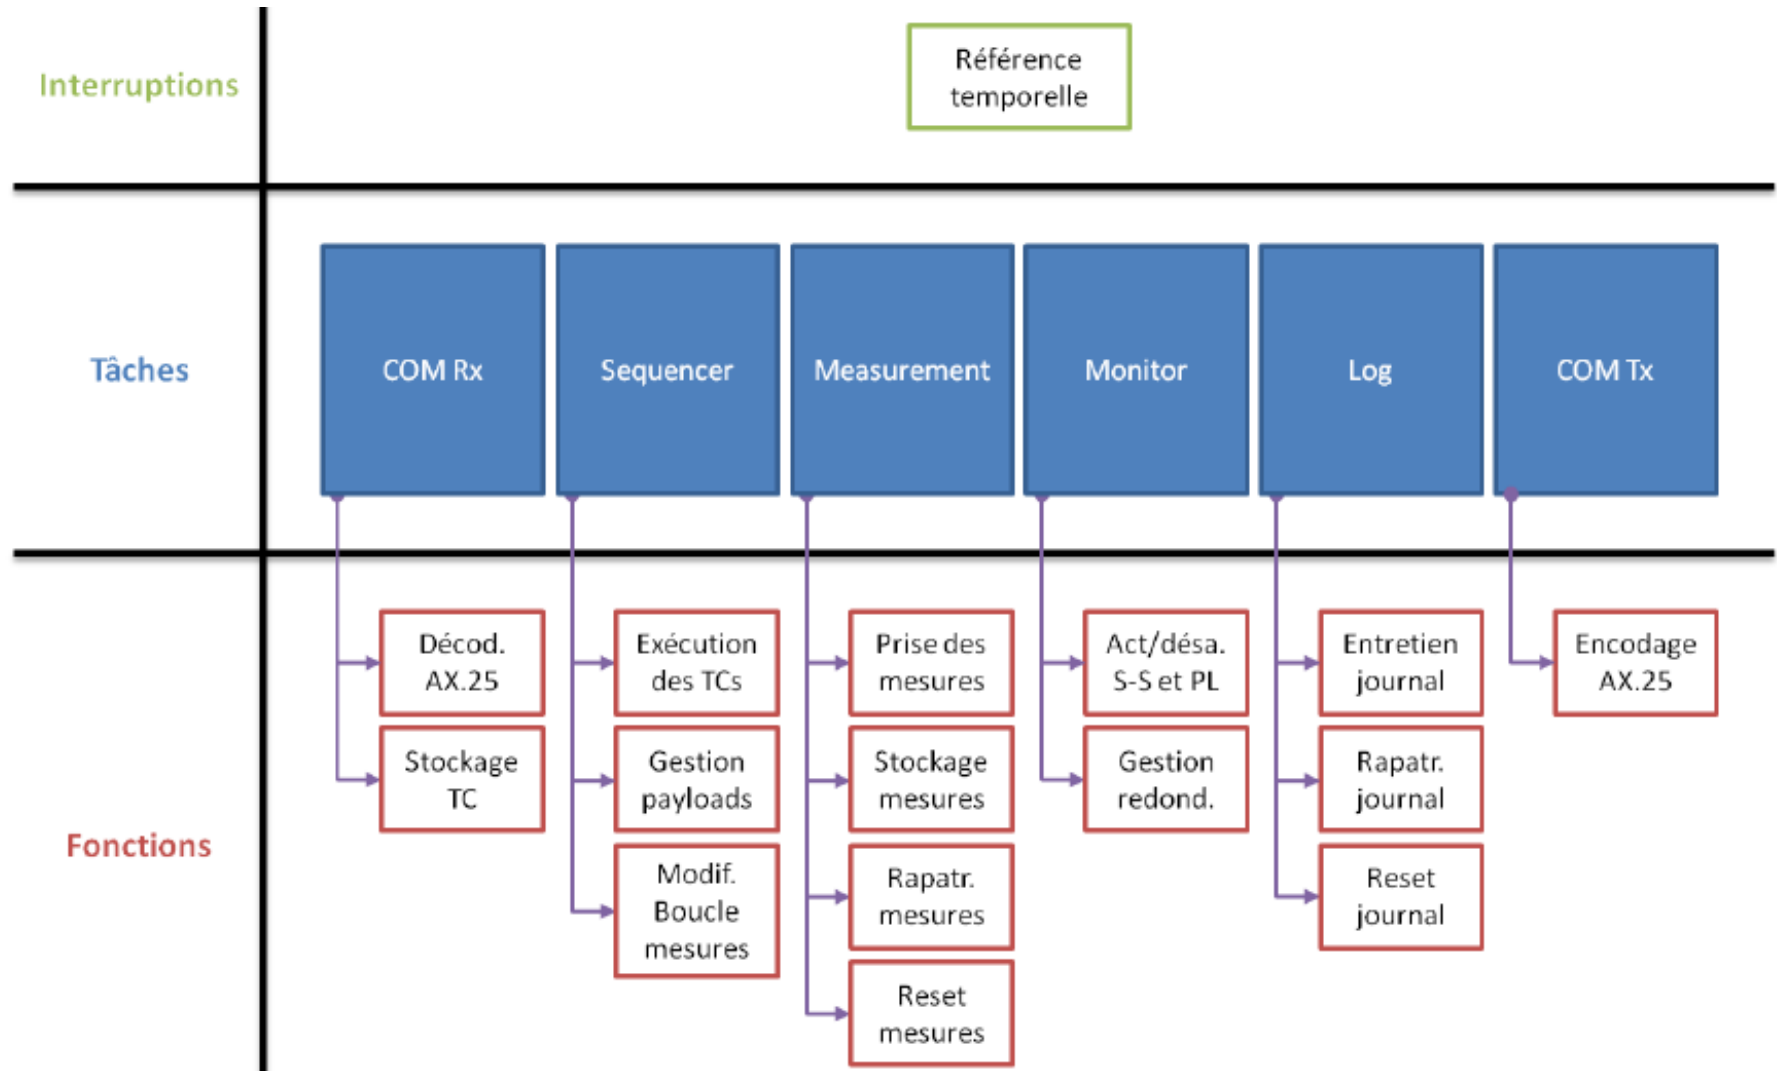 Interruptions
Référence
temporelle
Tâches
COM Rx
Sequencer
Measurement
Monitor
Log
COM Tx
Fonctions
Décod.
AX.25
Stockage
TC
Exécution
des TCs
Gestion
payloads
Modif.
Boucle
mesures
Prise des
mesures
Stockage
mesures
Rapatr.
mesures
Reset
mesures
Act/désa.
S-S et PL
Gestion
redond.
Entretien
journal
Rapatr.
journal
Reset
journal
Encodage
AX.25